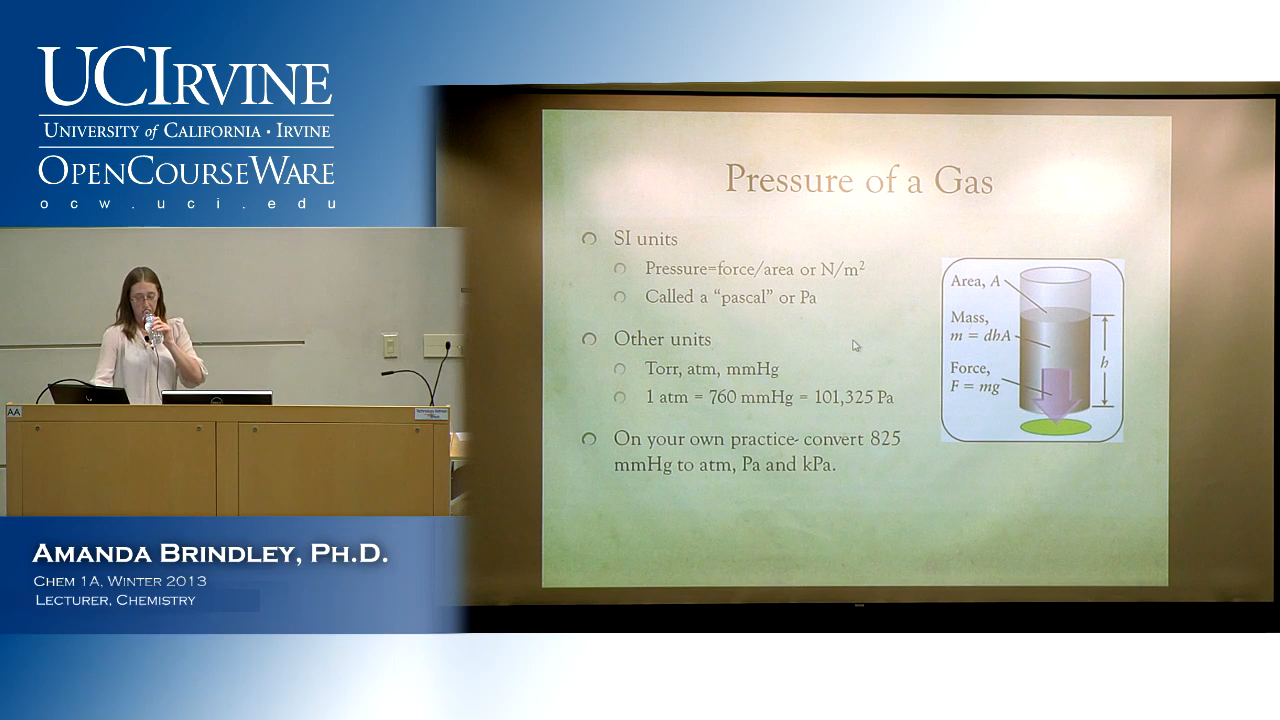 UCIRVINE
UNIVERSITY of CALIFORNIA · IRVINE
OPENCOURSEWARE
ocw.uci.edu
AMANDA BRINDLEY, PH.D.
CHEM 1A, WINTER 2013
LECTURER, CHEMISTRY
AA
Pressure of a Gas
SI units
Pressure=force/area or N/m²
Called a “pascal” or Pa
Other units
Torr, atm, mmHg
1 atm = 760 mmHg = 101,325 Pa
On your own practice- convert 825
mmHg to atm, Pa and kPa.
Area, A
Mass,
m = dhA
Force,
F = mg
h